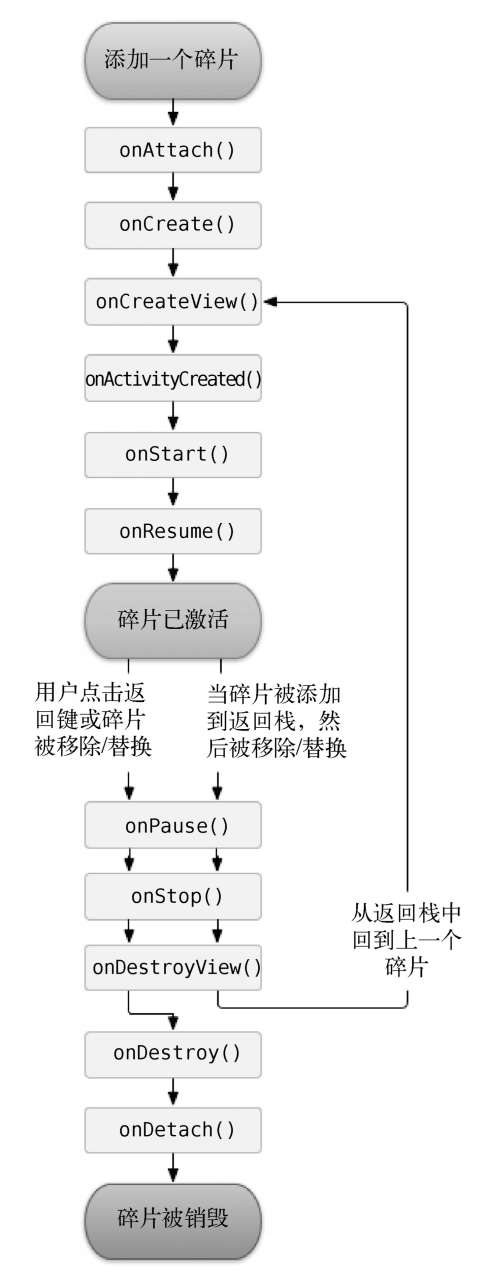 添加一个碎片
onAttach()
onCreate()
onCreateView()
onActivityCreated()
onStart()
onResume()
碎片已激活
用户点击返
回键或碎片
被移除/替换
当碎片被添加
到返回栈，然
后被移除/替换
onPause()
onStop()
onDestroyView()
从返回栈中
回到上一个
碎片
onDestroy()
onDetach()
碎片被销毁